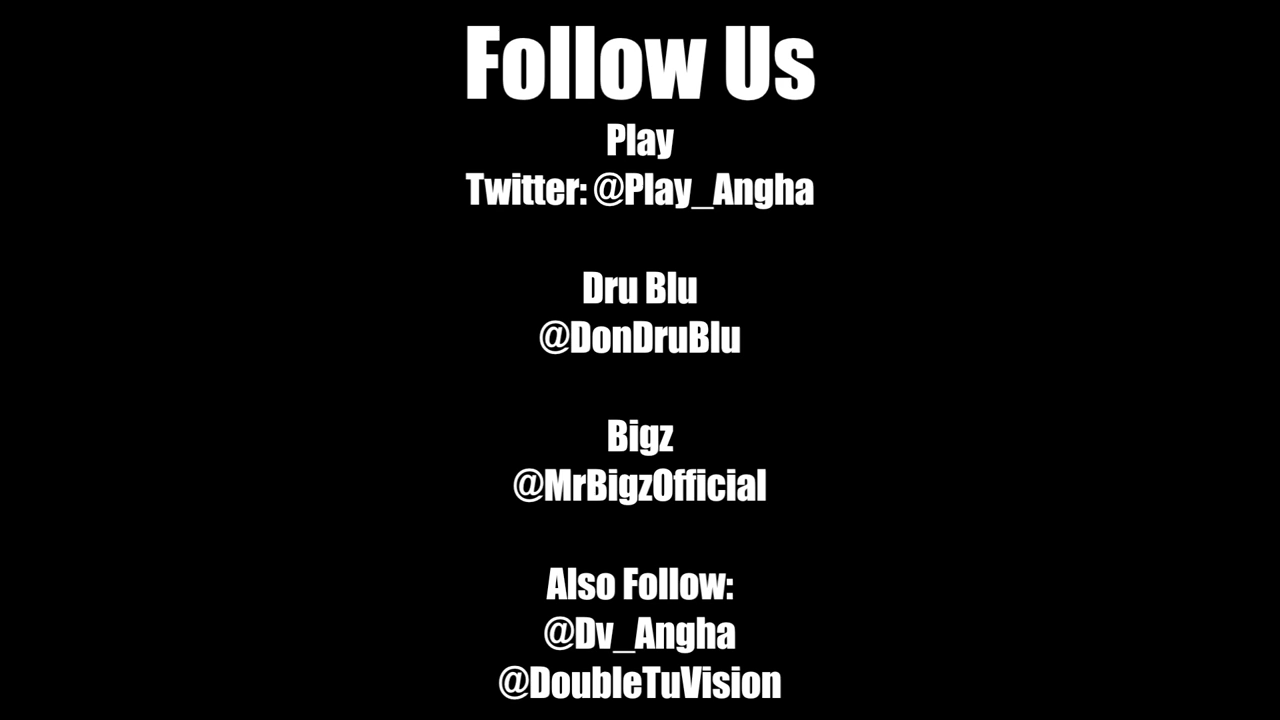 Follow Us
Play
Twitter: @Play_Angha
Dru Blu
@DonDruBlu
Bigz
@MrBigzOfficial
Also Follow:
@Dv_Angha
@DoubleTuVision